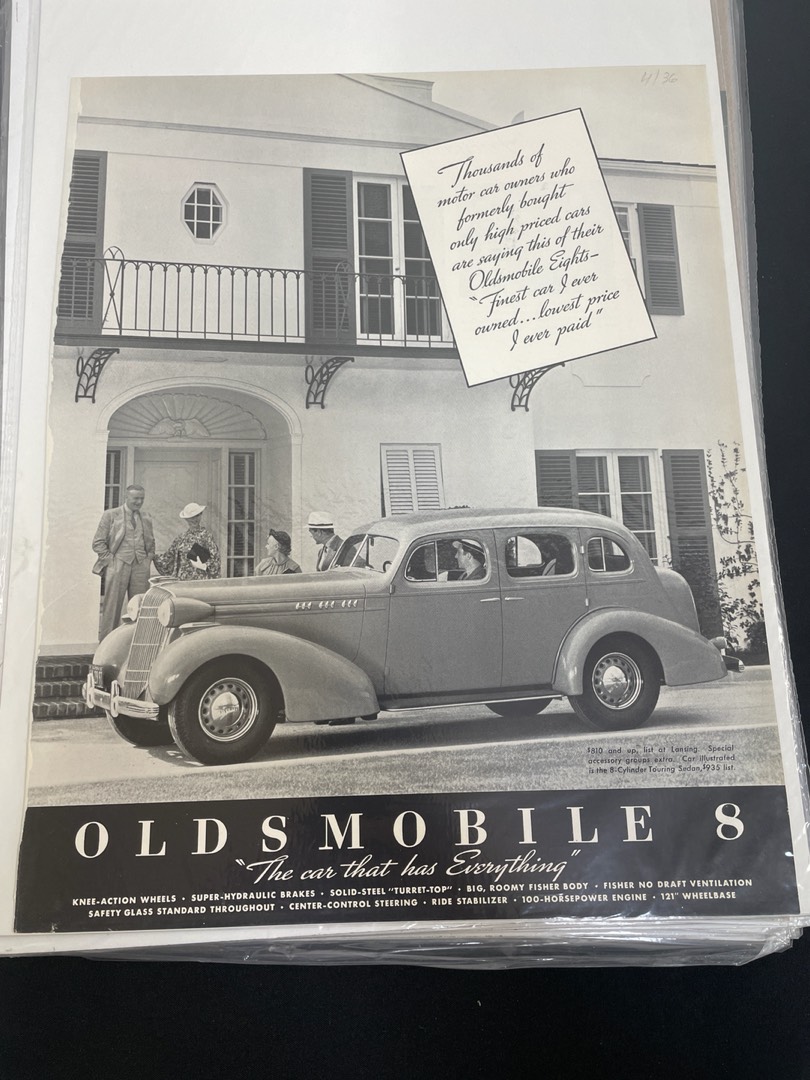 4/36
Thousands of
motor car owners who
formerly bought
only high priced cars
are saying this of their
Oldsmobile Eights—
"Finest car I ever
owned...lowest price
I ever paid"
$810 and up, list at Lansing. Special
accessory groups extra. Car illustrated
is the 8-Cylinder Touring Sedan, $935 list.
OLDSMOBILE 8
"The car that has Everything"
KNEE-ACTION WHEELS • SUPER-HYDRAULIC BRAKES • SOLID-STEEL "TURRET-TOP" • BIG, ROOMY FISHER BODY • FISHER NO DRAFT VENTILATION
SAFETY GLASS STANDARD THROUGHOUT • CENTER-CONTROL STEERING • RIDE STABILIZER • 100-HORSEPOWER ENGINE • 121" WHEELBASE